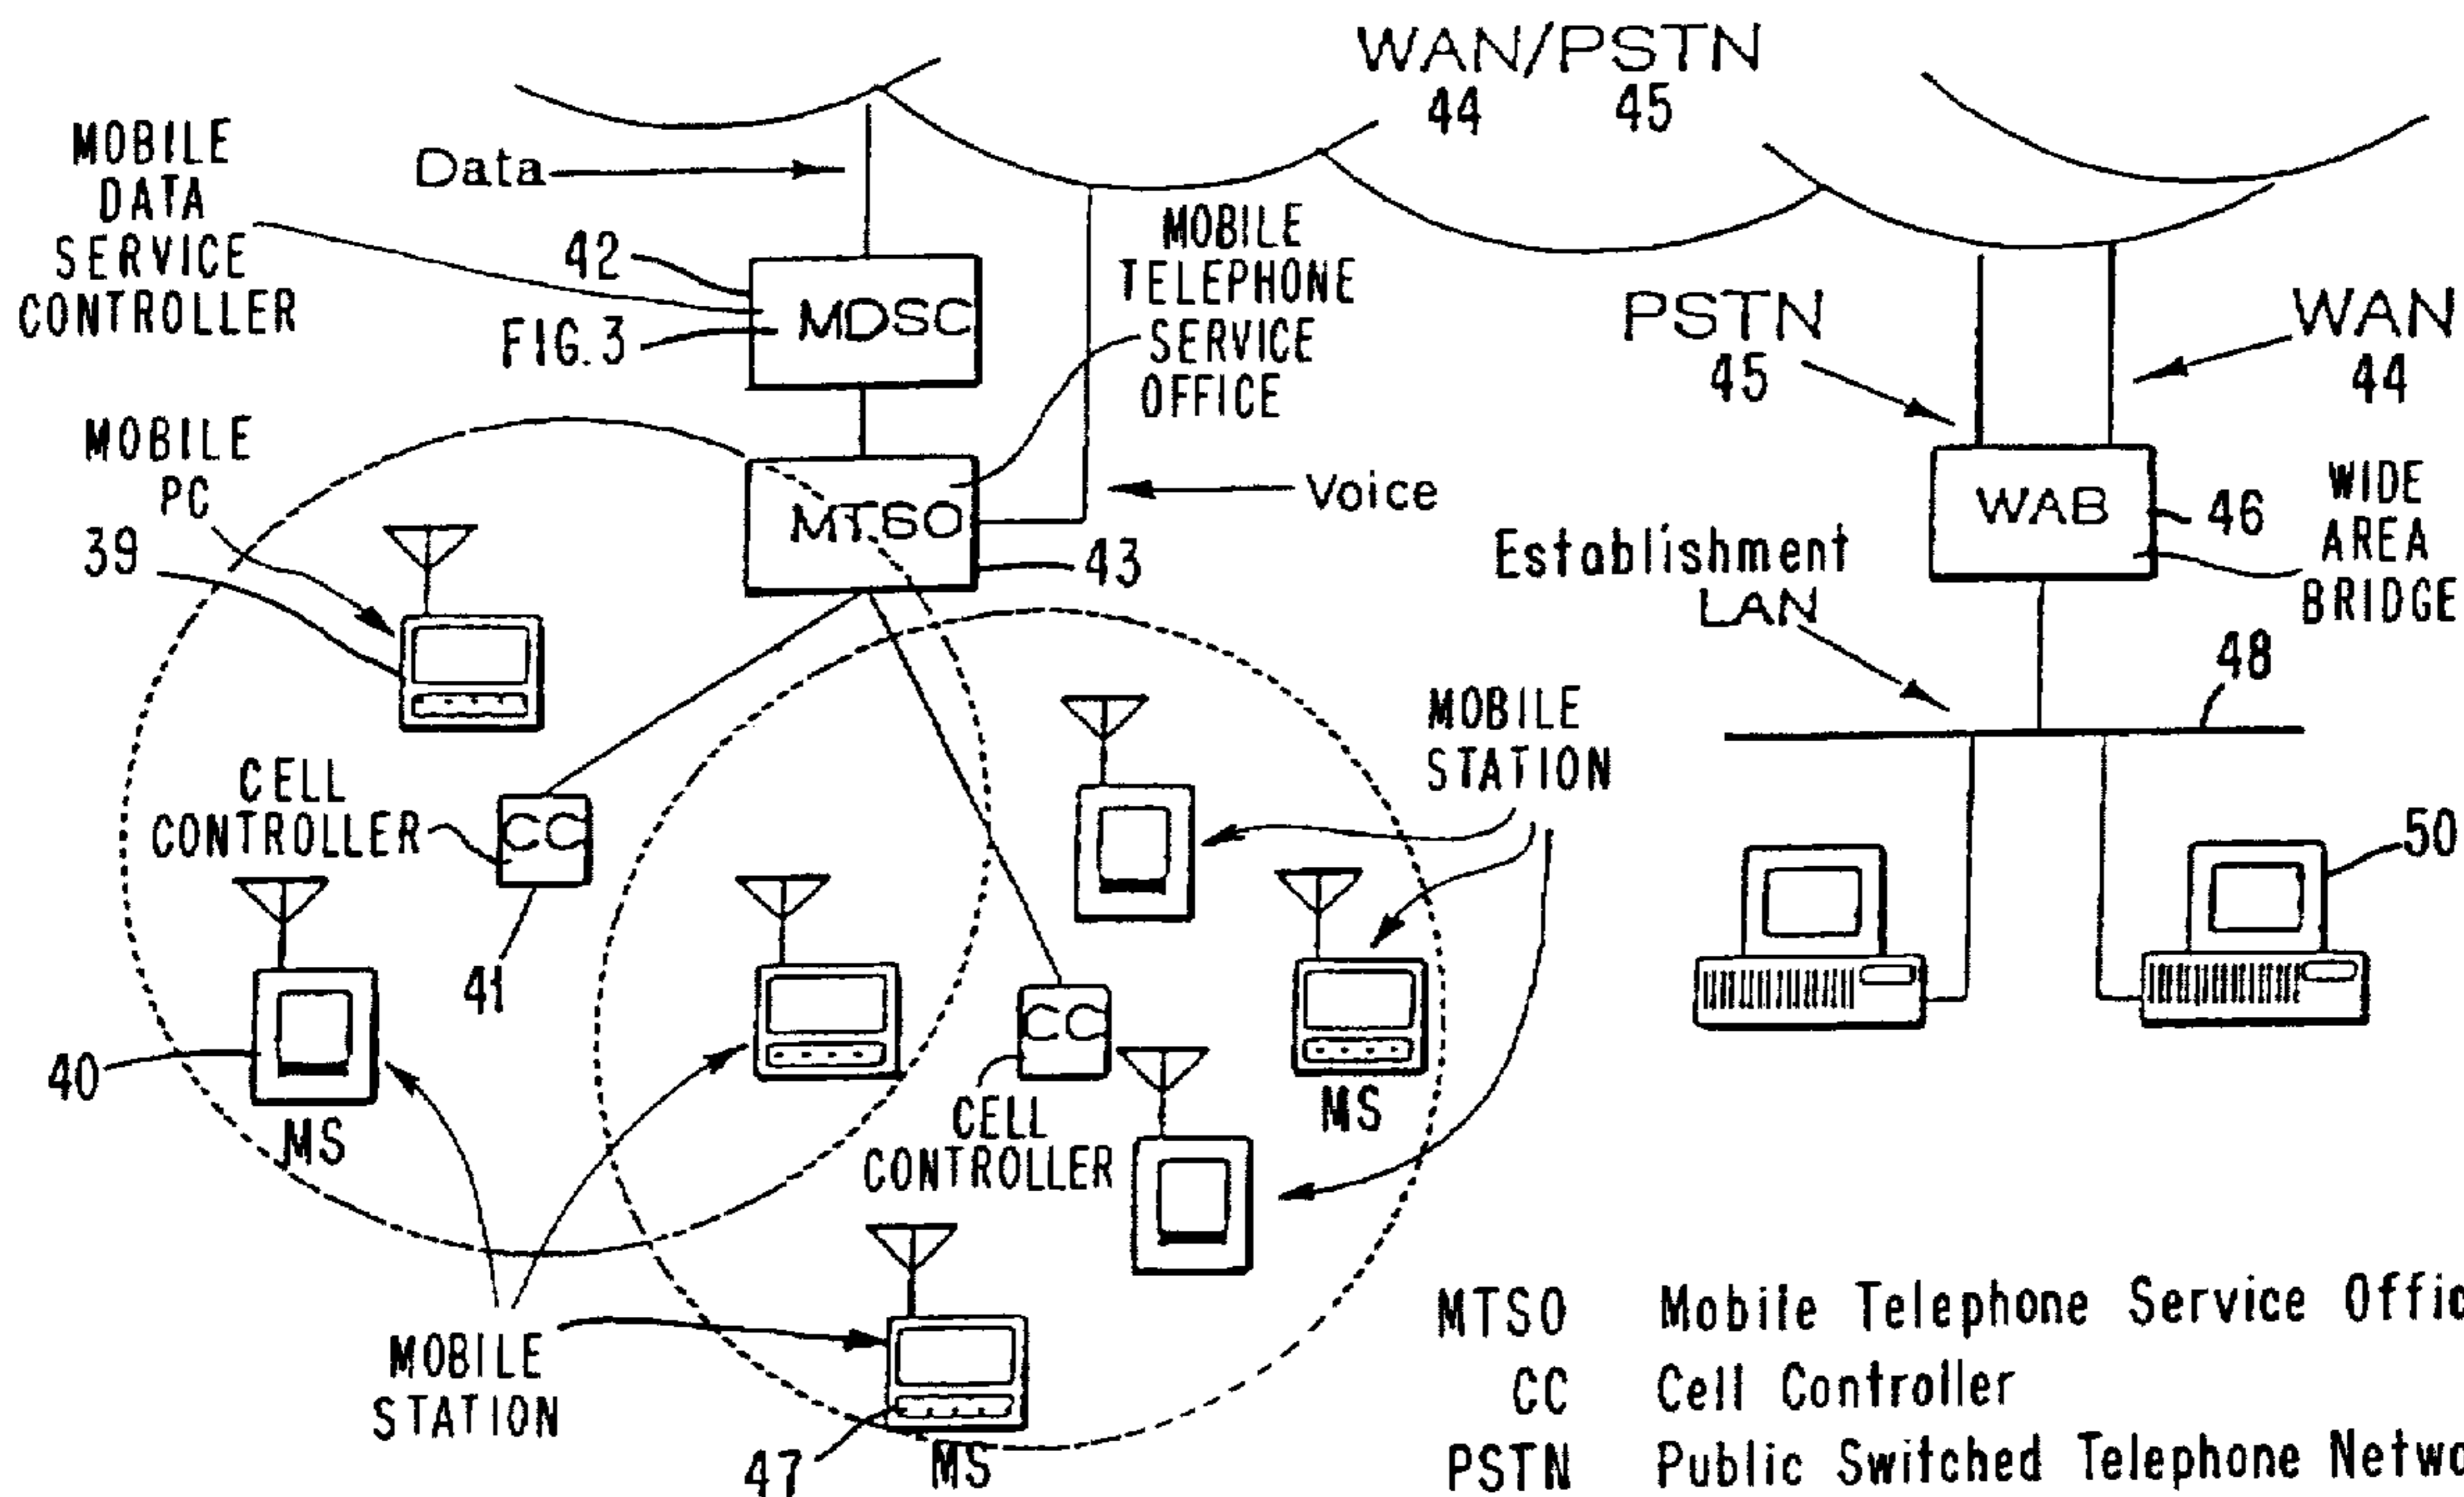 WAN/PSTN
44 45
MOBILE
DATA
SERVICE
CONTROLLER
Data
42
MDSC
FIG. 3
MOBILE
TELEPHONE
SERVICE
OFFICE
PSTN
45
WAN
44
MOBILE
PC
39
MTSO
43
Voice
WAB
46
WIDE
AREA
BRIDGE
Establishment
LAN
48
CELL
CONTROLLER
CC
41
MOBILE
STATION
50
40
MS
CC
CELL
CONTROLLER
MS
MOBILE
STATION
47
MS
MTSO Mobile Telephone Service Offic
CC Cell Controller
PSTN Public Switched Telephone Netwo